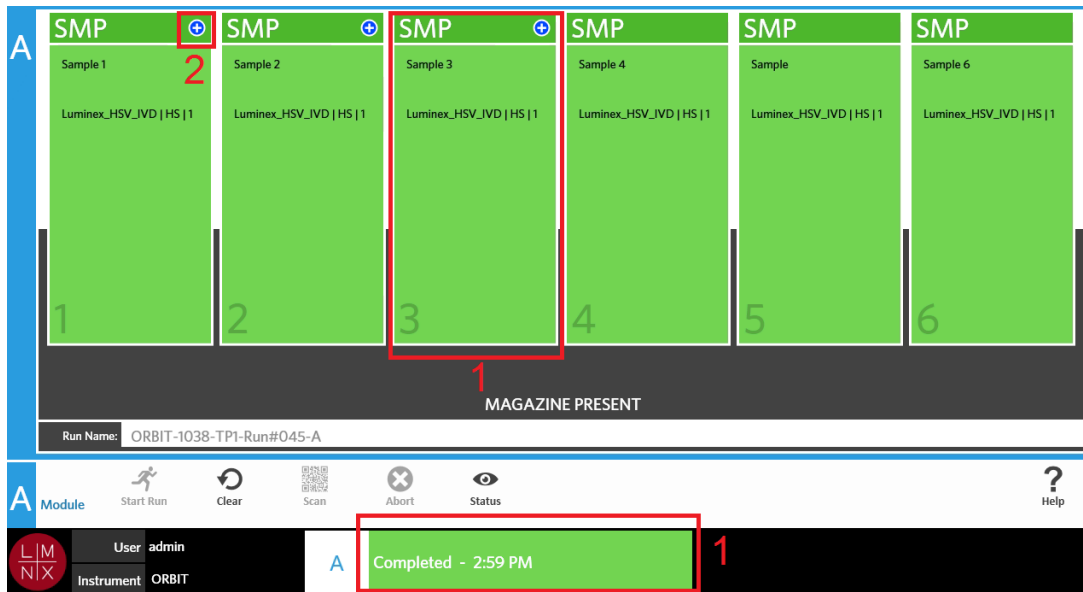 A
SMP
SMP
SMP
SMP
SMP
SMP
2
Sample 1
Sample 2
Sample 3
Sample 4
Sample
Sample 6
Luminex_HSV_IVD | HS | 1
Luminex_HSV_IVD | HS | 1
Luminex_HSV_IVD | HS | 1
Luminex_HSV_IVD | HS | 1
Luminex_HSV_IVD | HS | 1
Luminex_HSV_IVD | HS | 1
1
2
3
4
5
6
1
MAGAZINE PRESENT
Run Name: ORBIT-1038-TP1-Run#045-A
A Module
Start Run
Clear
Scan
Abort
Status
? Help
L M
N X
User admin
Instrument ORBIT
A
Completed - 2:59 PM
1